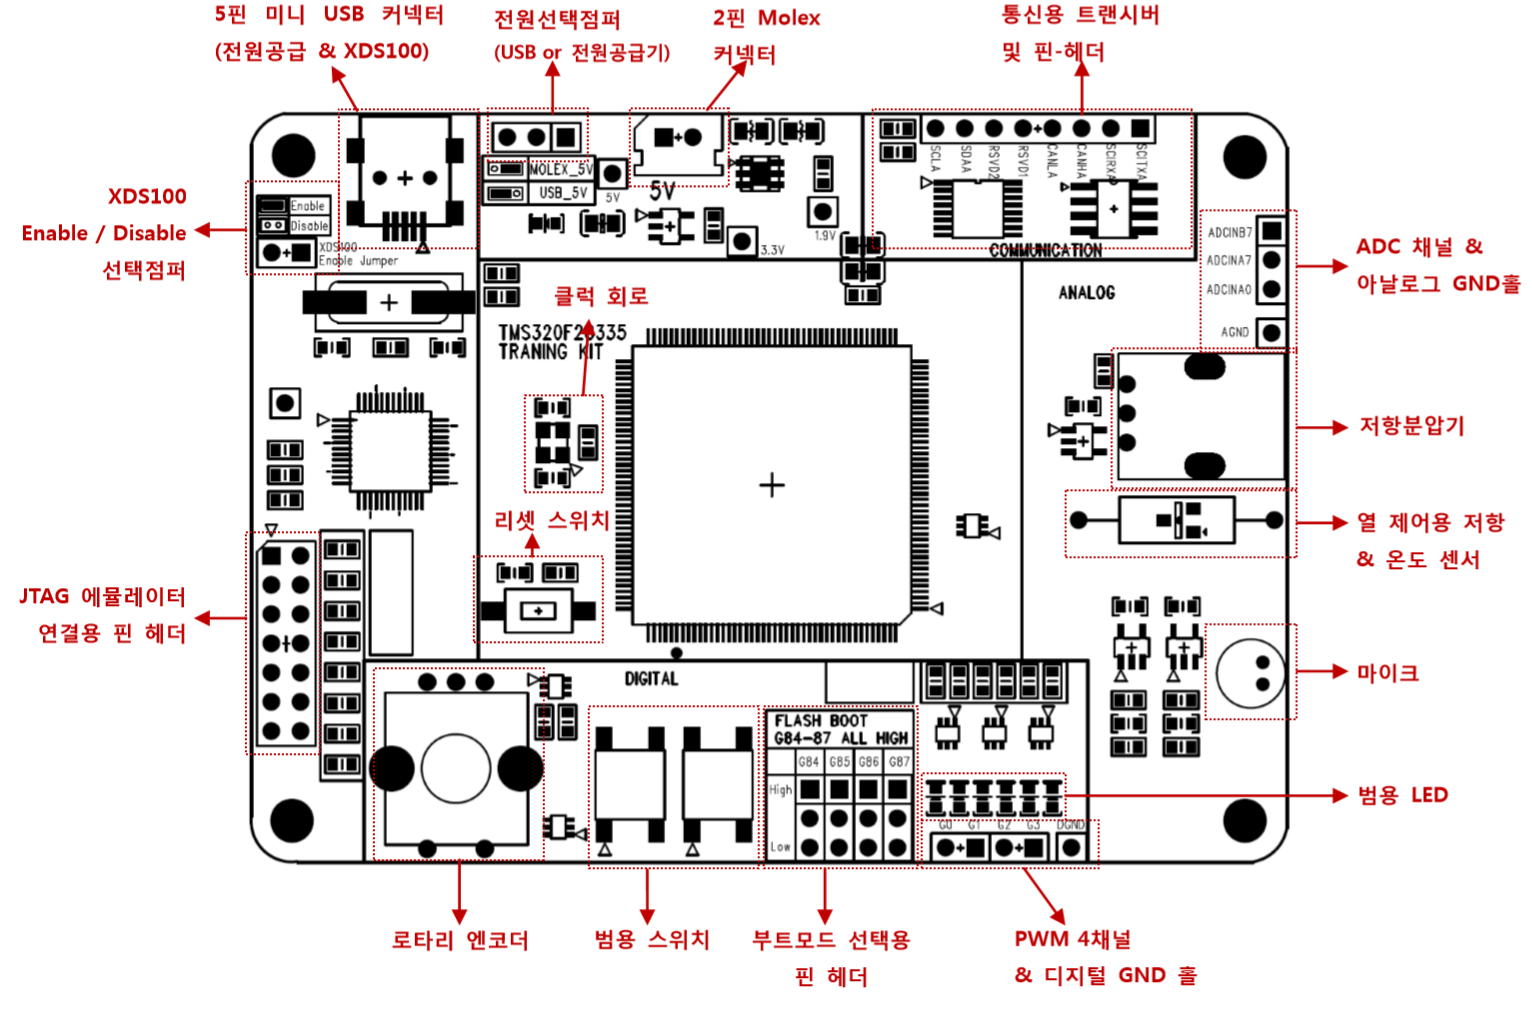 5핀 미니 USB 커넥터
(전원공급 & XDS100)
전원선택점퍼
(USB or 전원공급기)
2핀 Molex
커넥터
통신용 트랜시버
및 핀-헤더
XDS100
Enable / Disable
선택점퍼
Enable
Disable
XDS100
Enable Jumper
MOLEX_5V
USB_5V
5V
5V
3.3V
1.9V
SCLA
SDAA
RSVD2
RSVD1
CANLA
CANHA
SCIRXA
SCITXA
COMMUNICATION
ADCINB7
ADCINA7
ADCINA0
AGND
ANALOG
ADC 채널 &
아날로그 GND홀
클럭 회로
TMS320F28335
TRANING KIT
저항분압기
리셋 스위치
열 제어용 저항
& 온도 센서
JTAG 에뮬레이터
연결용 핀 헤더
마이크
DIGITAL
FLASH BOOT
G84-87 ALL HIGH
G84 G85 G86 G87
High
Low
G0 G1 G2 G3 DGND
범용 LED
로타리 엔코더
범용 스위치
부트모드 선택용
핀 헤더
PWM 4채널
& 디지털 GND 홀